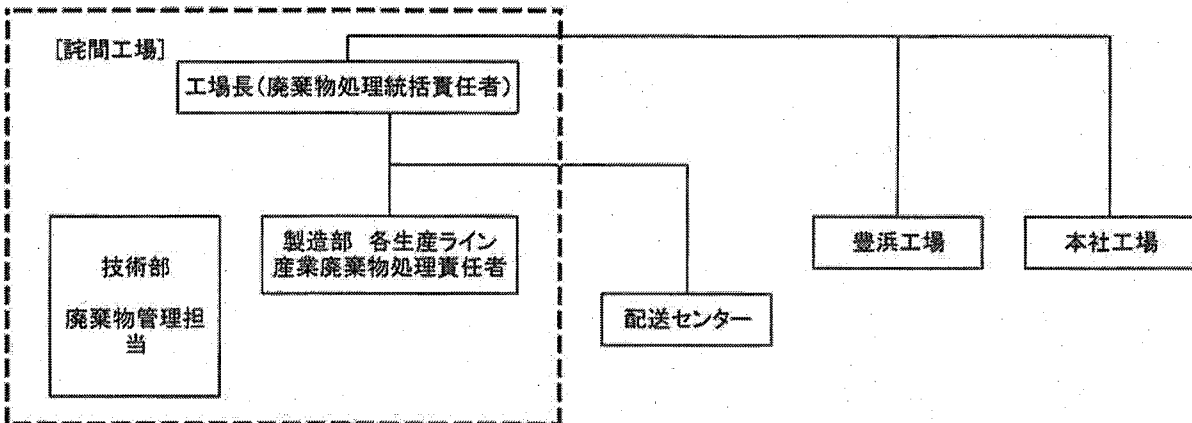 [詫間工場]
工場長(廃棄物処理統括責任者)
技術部
廃棄物管理担
当
製造部 各生産ライン
産業廃棄物処理責任者
配送センター
豊浜工場
本社工場